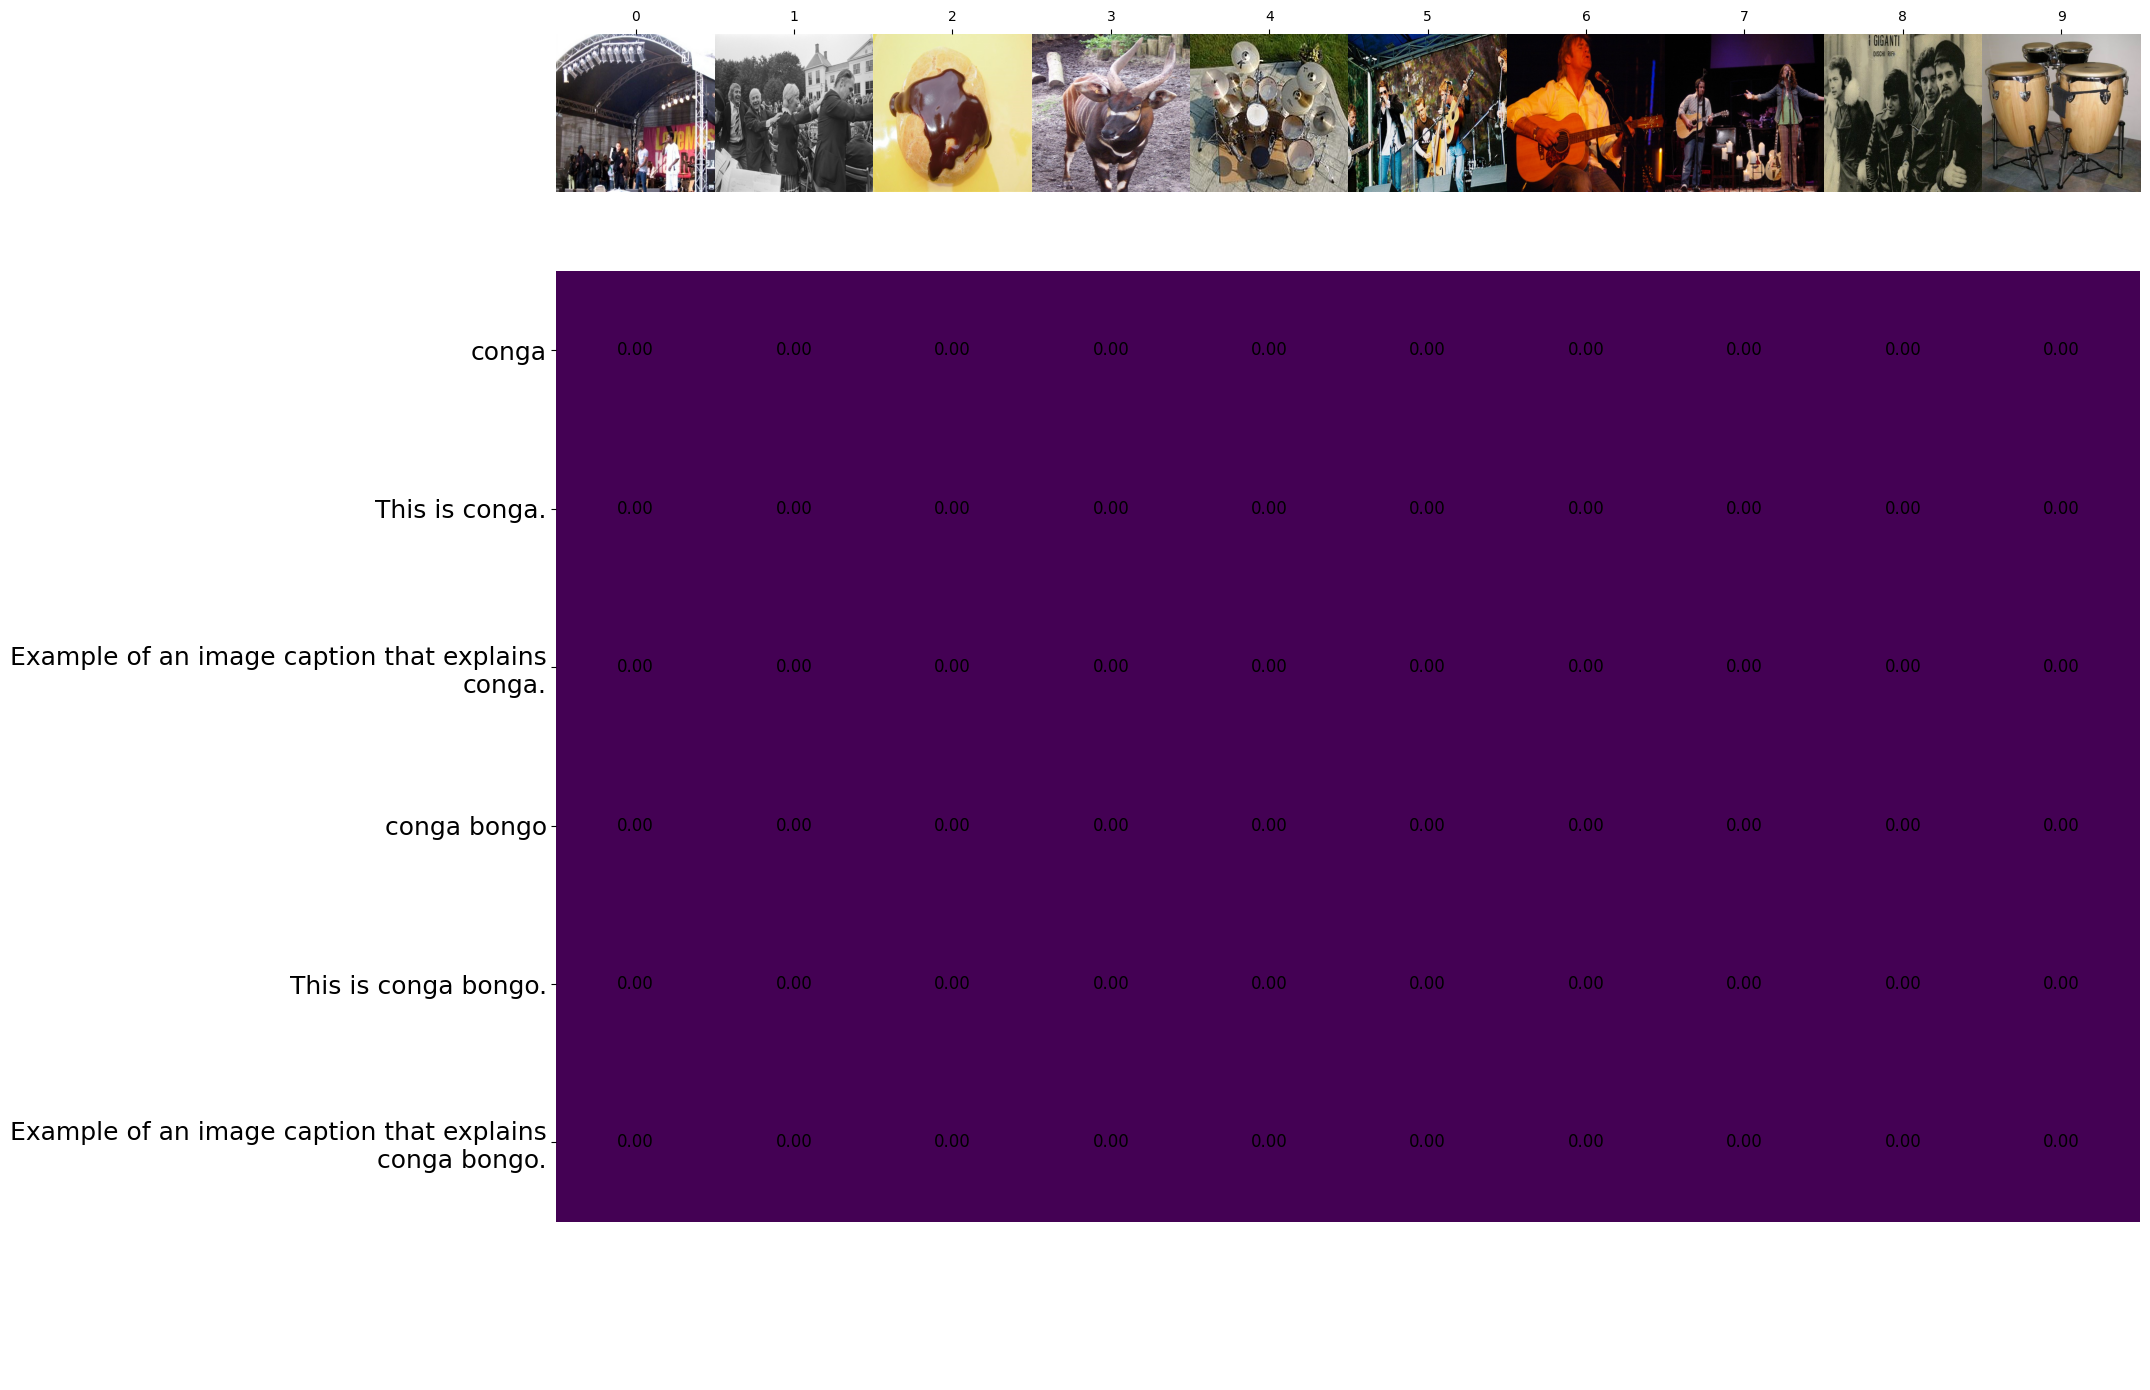 0 1 2 3 4 5 6 7 8 9
I GIGANTI
DISCHI RIFI
conga 0.00 0.00 0.00 0.00 0.00 0.00 0.00 0.00 0.00 0.00
This is conga. 0.00 0.00 0.00 0.00 0.00 0.00 0.00 0.00 0.00 0.00
Example of an image caption that explains
conga. 0.00 0.00 0.00 0.00 0.00 0.00 0.00 0.00 0.00 0.00
conga bongo 0.00 0.00 0.00 0.00 0.00 0.00 0.00 0.00 0.00 0.00
This is conga bongo. 0.00 0.00 0.00 0.00 0.00 0.00 0.00 0.00 0.00 0.00
Example of an image caption that explains
conga bongo. 0.00 0.00 0.00 0.00 0.00 0.00 0.00 0.00 0.00 0.00